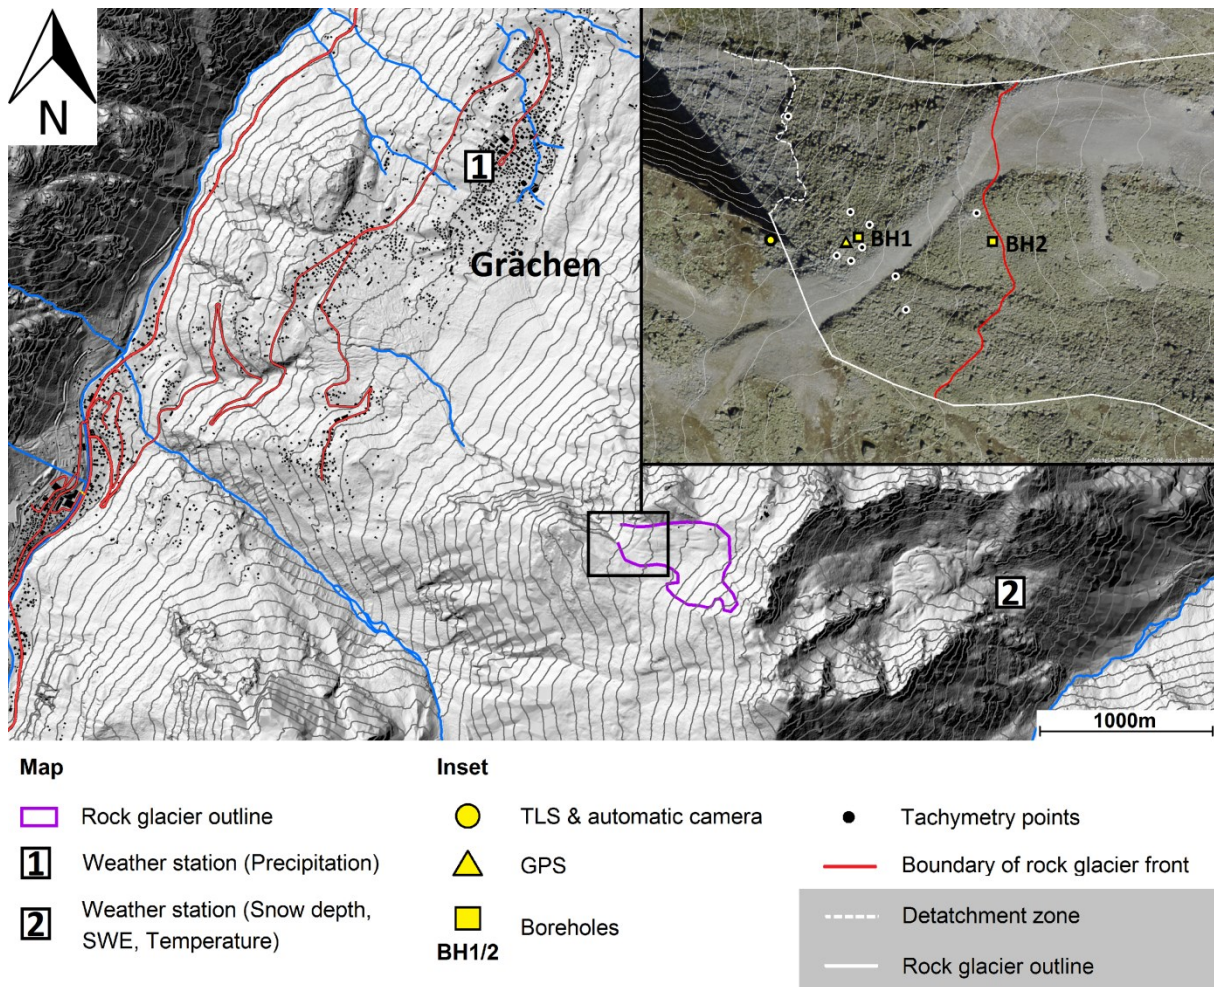 N
1
Grächen
BH1
BH2
2
1000m
Map
Rock glacier outline
1
Weather station (Precipitation)
2
Weather station (Snow depth,
SWE, Temperature)
Inset
TLS & automatic camera
GPS
Boreholes
BH1/2
Tachymetry points
Boundary of rock glacier front
Detatchment zone
Rock glacier outline